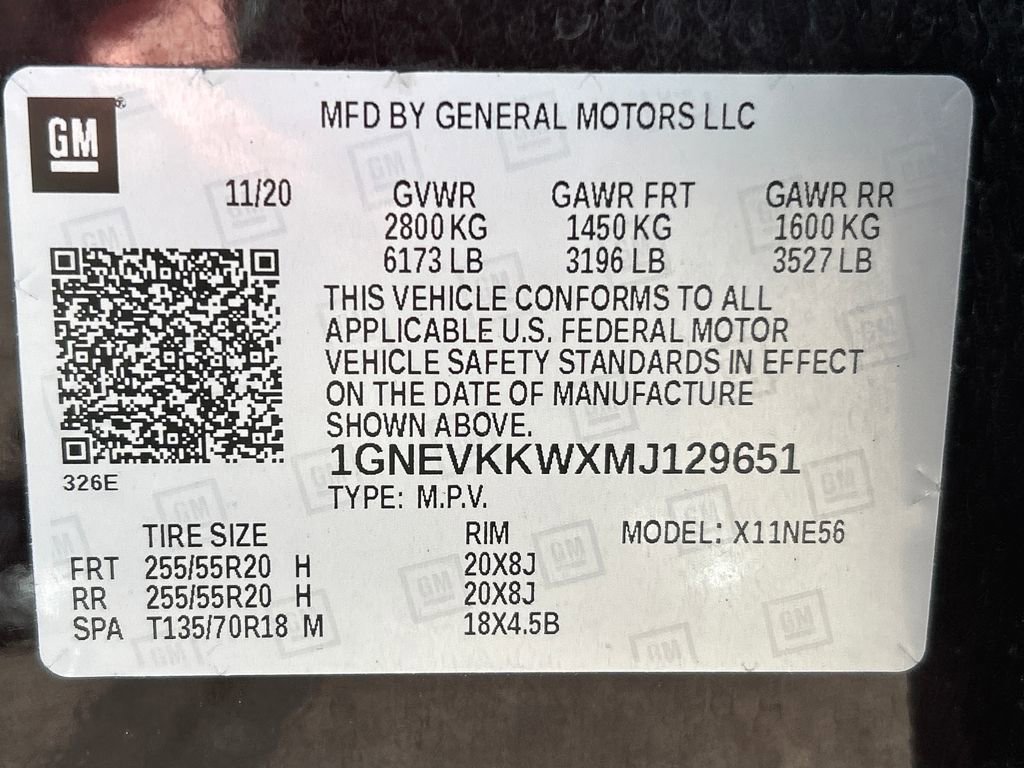 GM
MFD BY GENERAL MOTORS LLC
11/20 GVWR GAWR FRT GAWR RR
2800 KG 1450 KG 1600 KG
6173 LB 3196 LB 3527 LB
THIS VEHICLE CONFORMS TO ALL
APPLICABLE U.S. FEDERAL MOTOR
VEHICLE SAFETY STANDARDS IN EFFECT
ON THE DATE OF MANUFACTURE
SHOWN ABOVE.
1GNEVKKWXMJ129651
326E
TYPE: M.P.V.
TIRE SIZE RIM MODEL: X11NE56
FRT 255/55R20 H 20X8J
RR 255/55R20 H 20X8J
SPA T135/70R18 M 18X4.5B